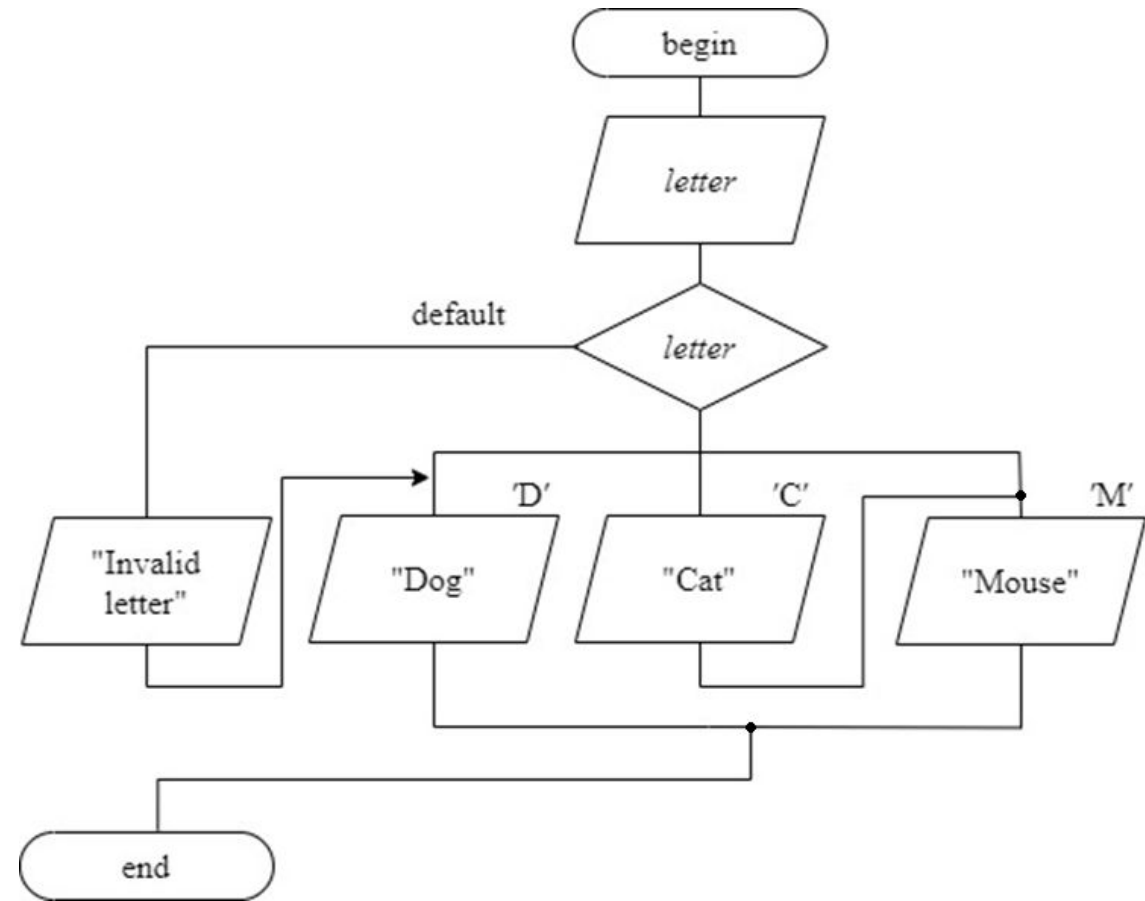 begin
letter
default
letter
'D'
'C'
'M'
"Invalid
letter"
"Dog"
"Cat"
"Mouse"
end